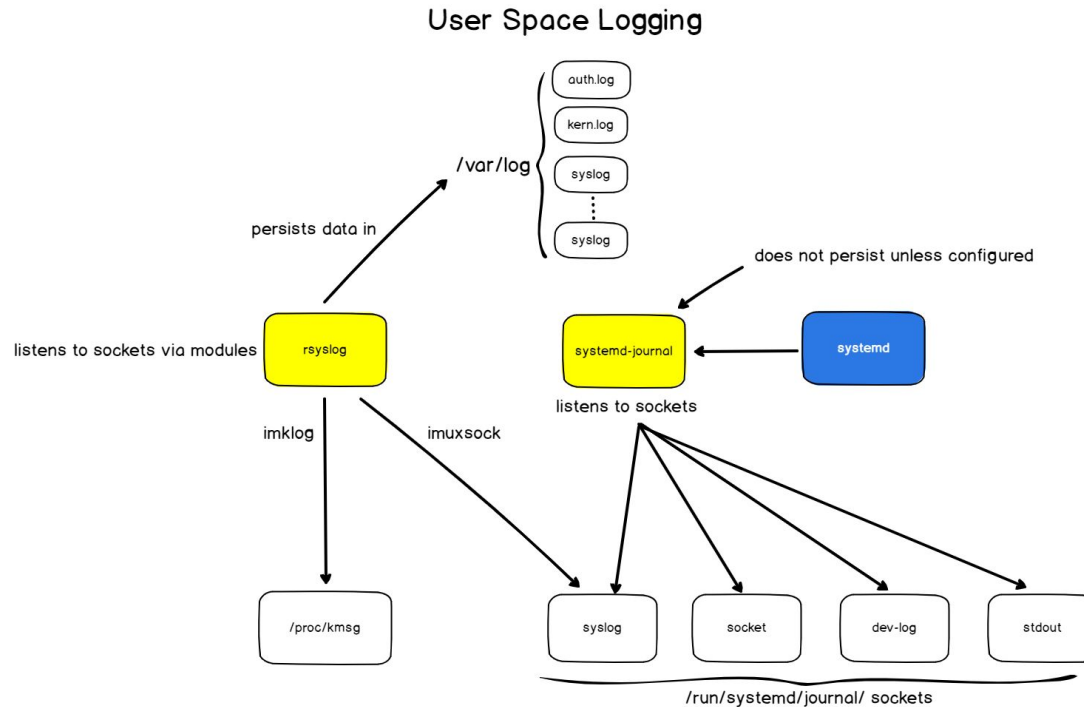 User Space Logging
auth.log
kern.log
/var/log
syslog
syslog
persists data in
does not persist unless configured
listens to sockets via modules
rsyslog
systemd-journal
systemd
listens to sockets
imklog
imuxsock
/proc/kmsg
syslog
socket
dev-log
stdout
/run/systemd/journal/ sockets